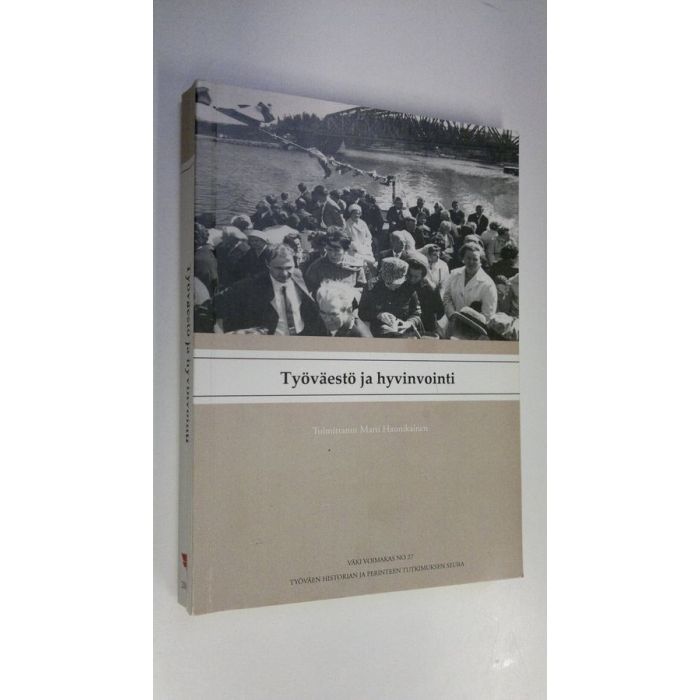 Työväestö ja hyvinvointi
Toimittanut Matti Hannikainen
VÄKI VOIMAKAS NO 27
TYÖVÄEN HISTORIAN JA PERINTEEN TUTKIMUKSEN SEURA
Työväestö ja hyvinvointi